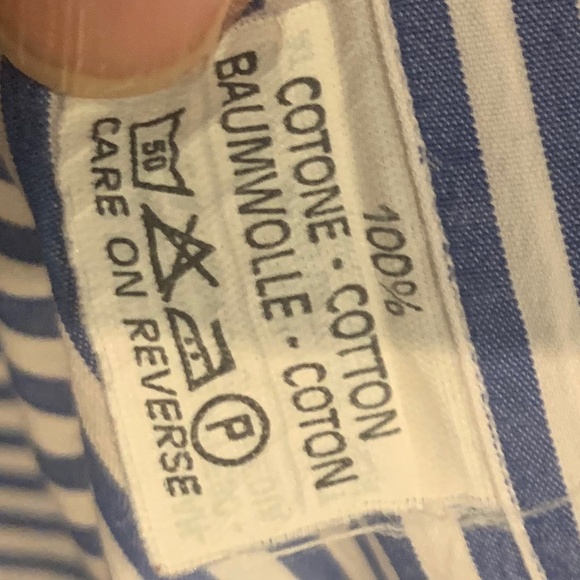 100%
COTONE - COTTON
BAUMWOLLE - COTON
50 P
CARE ON REVERSE